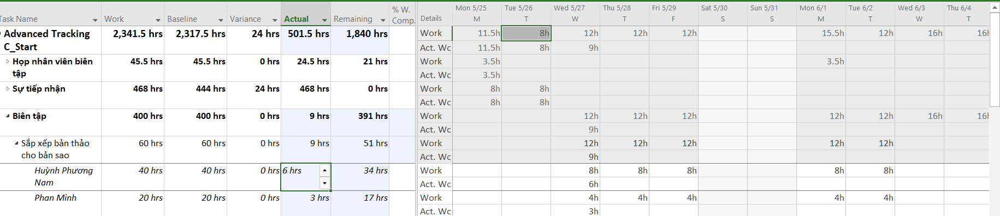 Mon 5/25 Tue 5/26 Wed 5/27 Thu 5/28 Fri 5/29 Sat 5/30 Sun 5/31 Mon 6/1 Tue 6/2 Wed 6/3 Thu 6/4
Task Name Work Baseline Variance Actual Remaining % W. Comp. Details M T W T F S S M T W T
Advanced Tracking C_Start 2,341.5 hrs 2,317.5 hrs 24 hrs 501.5 hrs 1,840 hrs Work 11.5h 8h 12h 12h 12h 15.5h 12h 16h 16h
Act. Wc 11.5h 8h 9h
Họp nhân viên biên tập 45.5 hrs 45.5 hrs 0 hrs 24.5 hrs 21 hrs Work 3.5h 3.5h
Act. Wc 3.5h
Sự tiếp nhận 468 hrs 444 hrs 24 hrs 468 hrs 0 hrs Work 8h 8h
Act. Wc 8h 8h
Biên tập 400 hrs 400 hrs 0 hrs 9 hrs 391 hrs Work 12h 12h 12h 12h 12h 16h 16h
Act. Wc 9h
Sắp xếp bản thảo cho bản sao 60 hrs 60 hrs 0 hrs 9 hrs 51 hrs Work 12h 12h 12h 12h 12h
Act. Wc 9h
Huỳnh Phương Nam 40 hrs 40 hrs 0 hrs 6 hrs 34 hrs Work 8h 8h 8h 8h 8h
Act. Wc 6h
Phan Minh 20 hrs 20 hrs 0 hrs 3 hrs 17 hrs Work 4h 4h 4h 4h 4h
Act. Wc 3h